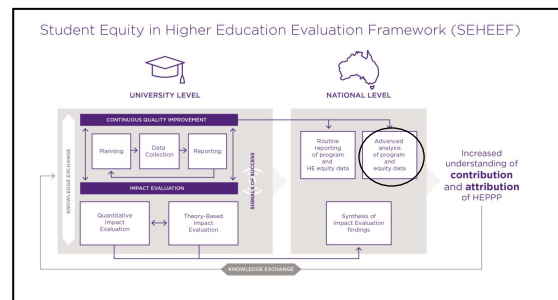 Student Equity in Higher Education Evaluation Framework (SEHEEF)
UNIVERSITY LEVEL
NATIONAL LEVEL
KNOWLEDGE EXCHANGE
CONTINUOUS QUALITY IMPROVEMENT
Planning
Data
Collection
Reporting
IMPACT EVALUATION
Quantitative
Impact
Evaluation
Theory-Based
Impact
Evaluation
SIGNALS OF SUCCESS
Routine
reporting
of program
and
HE equity data
Advanced
analysis
of program
and
equity data
Synthesis of
Impact Evaluation
findings
Increased
understanding of
contribution
and attribution
of HEPPP
KNOWLEDGE EXCHANGE